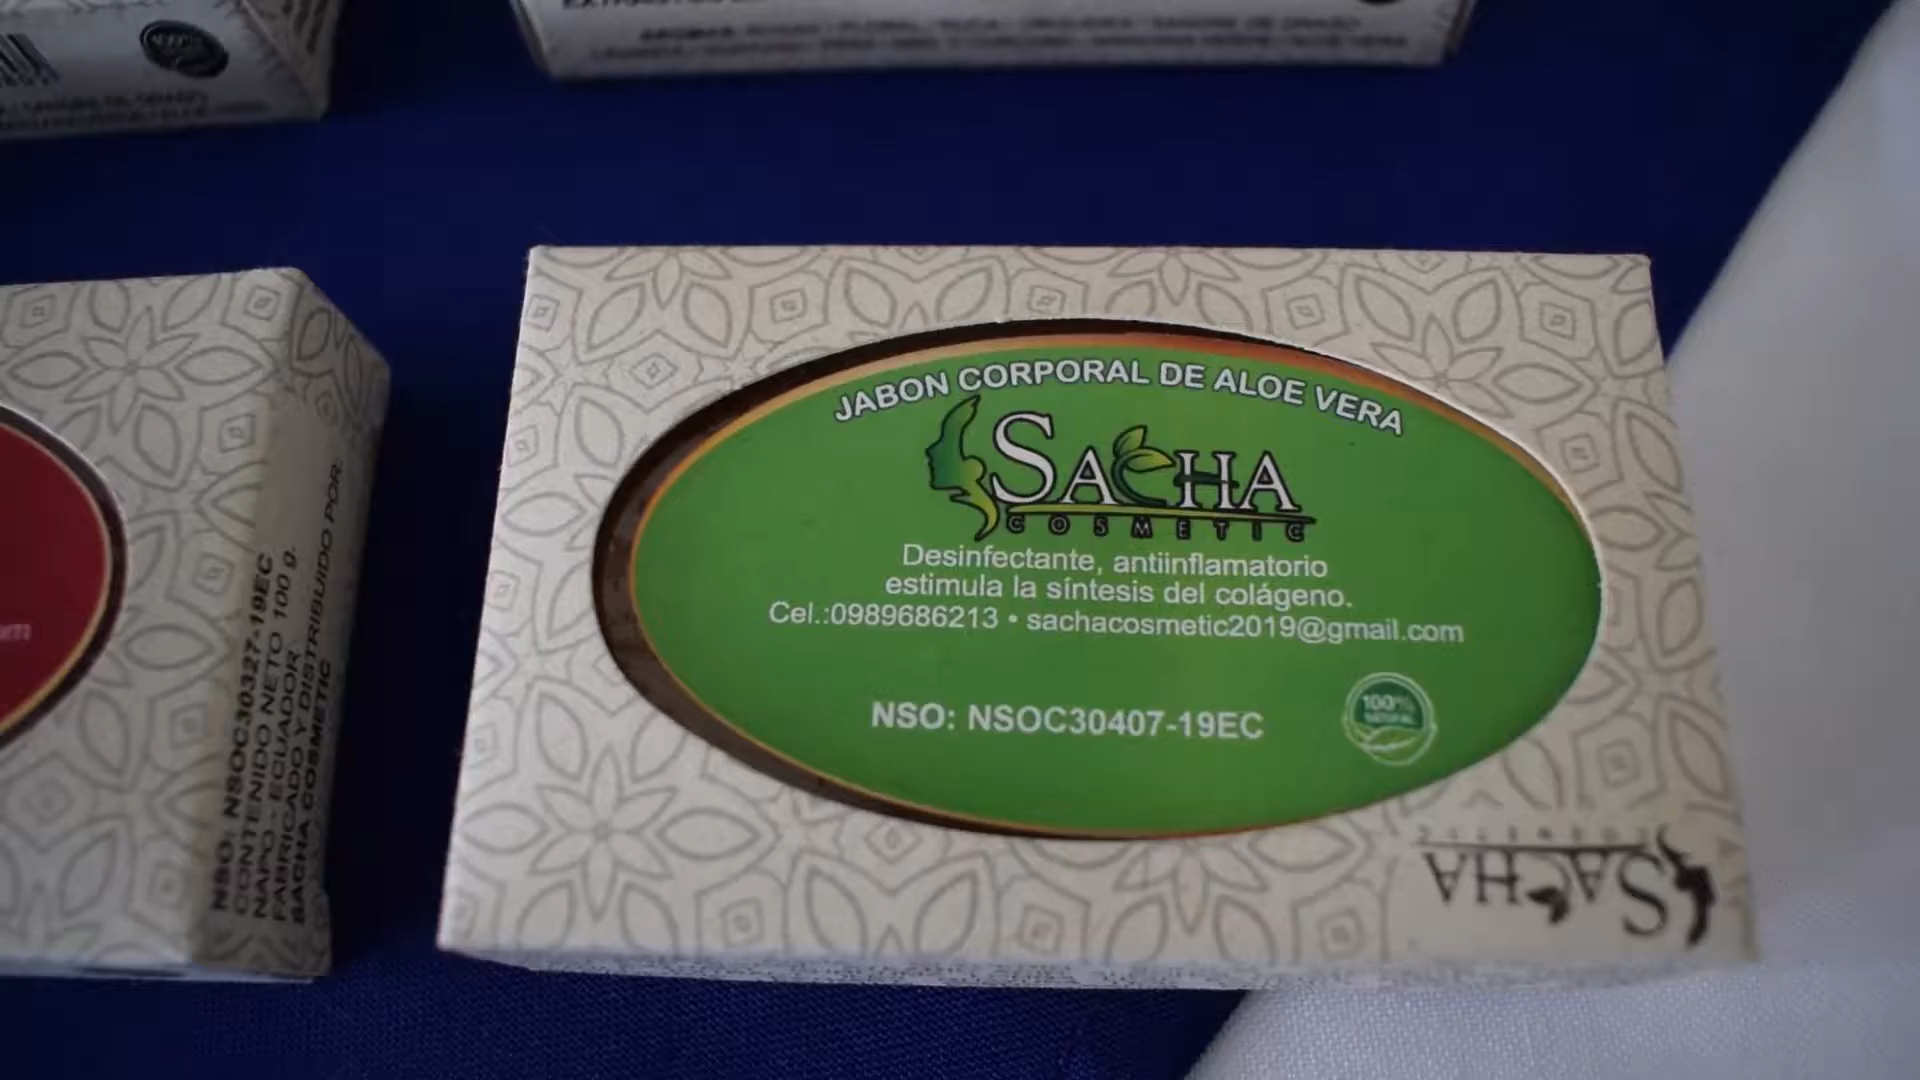 100%
JABON CORPORAL DE ALOE VERA
SACHA
COSMETIC
Desinfectante, antiinflamatorio
estimula la síntesis del colágeno.
Cel.:0989686213 • sachacosmetic2019@gmail.com
NSO: NSOC30407-19EC
100%
NATURAL
SACHA
COSMETIC
NSO: NSOC30327-19EC
CONTENIDO NETO 100 g.
NAPO - ECUADOR
FABRICADO Y DISTRIBUIDO POR:
SACHA COSMETIC